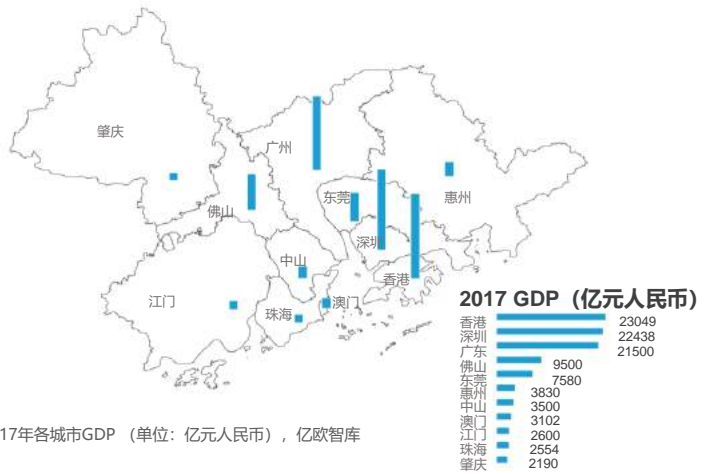 肇庆
广州
惠州
东莞
佛山
深圳
中山
香港
江门
澳门
珠海
2017 GDP（亿元人民币）
香港 23049
深圳 22438
广东 21500
佛山 9500
东莞 7580
惠州 3830
中山 3500
澳门 3102
江门 2600
珠海 2554
肇庆 2190
17年各城市GDP （单位：亿元人民币），亿欧智库